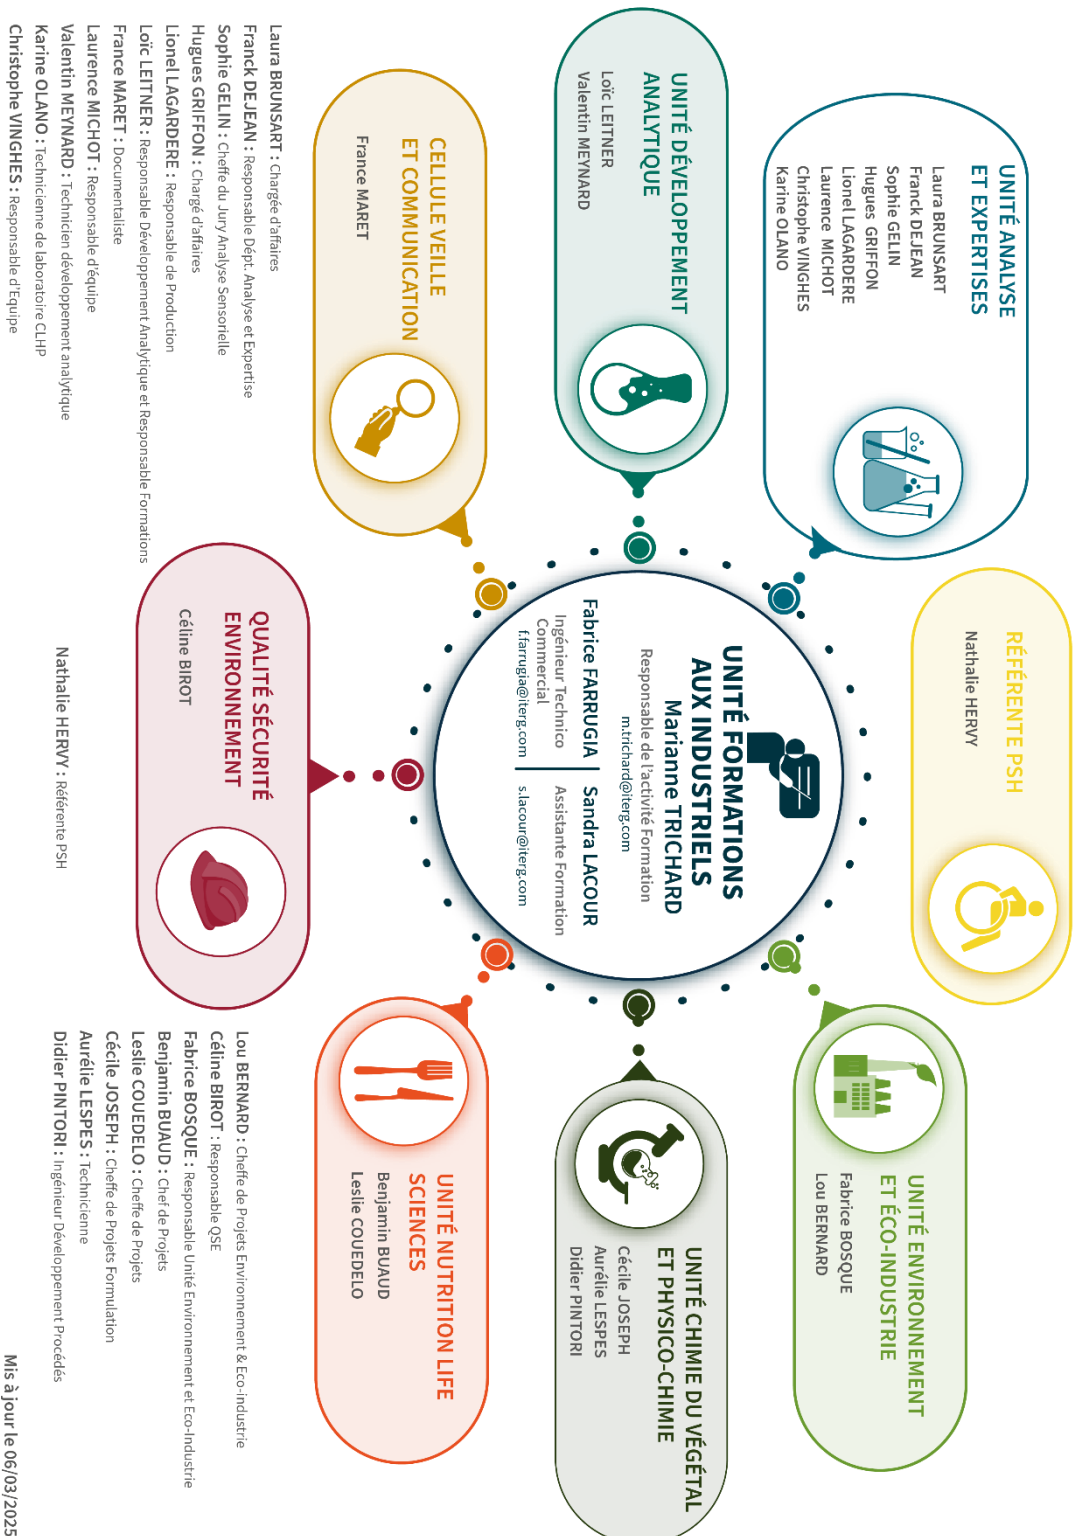 RÉFÉRENTE PSH
Nathalie HERVY
UNITÉ ANALYSE
ET EXPERTISES
Laura BRUNSART
Franck DEJEAN
Sophie GELIN
Hugues GRIFFON
Lionel LAGARDERE
Laurence MICHOT
Christophe VINGHES
Karine OLANO
UNITÉ ENVIRONNEMENT
ET ÉCO-INDUSTRIE
Fabrice BOSQUE
Lou BERNARD
UNITÉ DÉVELOPPEMENT
ANALYTIQUE
Loïc LEITNER
Valentin MEYNARD
UNITÉ FORMATIONS
AUX INDUSTRIELS
Marianne TRICHARD
Responsable de l'activité Formation
m.trichard@iterg.com
Fabrice FARRUGIA
Ingénieur Technico
Commercial
f.farrugia@iterg.com
Sandra LACOUR
Assistante Formation
s.lacour@iterg.com
UNITÉ CHIMIE DU VÉGÉTAL
ET PHYSICO-CHIMIE
Cécile JOSEPH
Aurélie LESPES
Didier PINTORI
CELLULE VEILLE
ET COMMUNICATION
France MARET
UNITÉ NUTRITION LIFE
SCIENCES
Benjamin BUAUD
Leslie COUEDELO
QUALITÉ SÉCURITÉ
ENVIRONNEMENT
Céline BIROT
Laura BRUNSART : Chargée d'affaires
Franck DEJEAN : Responsable Dépt. Analyse et Expertise
Sophie GELIN : Cheffe du Jury Analyse Sensorielle
Hugues GRIFFON : Chargé d'affaires
Lionel LAGARDERE : Responsable de Production
Loïc LEITNER : Responsable Développement Analytique et Responsable Formations
France MARET : Documentaliste
Laurence MICHOT : Responsable d'équipe
Valentin MEYNARD : Technicien développement analytique
Karine OLANO : Technicienne de laboratoire CLHP
Christophe VINGHES : Responsable d'Equipe
Nathalie HERVY : Référente PSH
Lou BERNARD : Cheffe de Projets Environnement & Eco-industrie
Céline BIROT : Responsable QSE
Fabrice BOSQUE : Responsable Unité Environnement et Eco-Industrie
Benjamin BUAUD : Chef de Projets
Leslie COUEDELO : Cheffe de Projets
Cécile JOSEPH : Cheffe de Projets Formulation
Aurélie LESPES : Technicienne
Didier PINTORI : Ingénieur Développement Procédés
Mis à jour le 06/03/2025